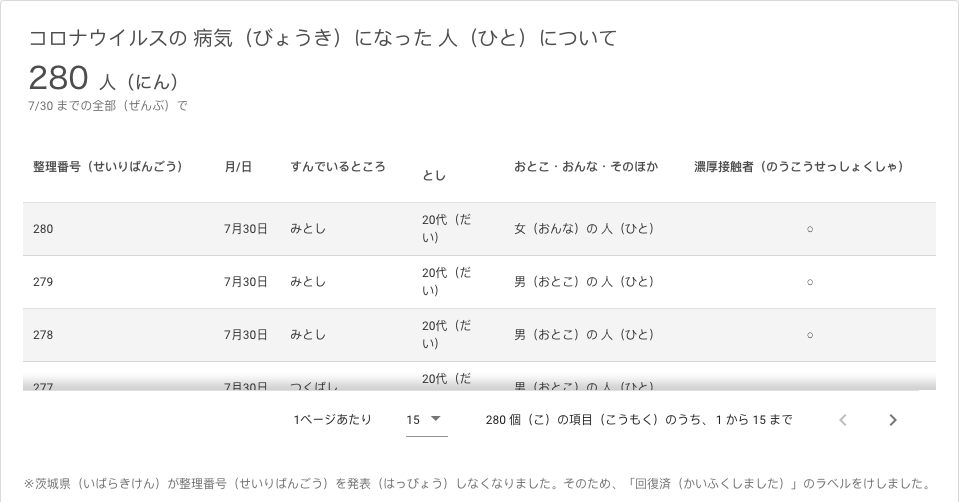 コロナウイルスの 病気（びょうき）になった 人（ひと）について
280 人（にん）
7/30 までの全部（ぜんぶ）で
整理番号（せいりばんごう） 月/日 すんでいるところ とし おとこ・おんな・そのほか 濃厚接触者（のうこうせっしょくしゃ）
280 7月30日 みとし 20代（だい） 女（おんな）の 人（ひと） ○
279 7月30日 みとし 20代（だい） 男（おとこ）の 人（ひと） ○
278 7月30日 みとし 20代（だい） 男（おとこ）の 人（ひと） ○
277 7月30日 つくばし 20代（だ 男（おとこ）の 人（ひと）
1ページあたり 15 280 個（こ）の項目（こうもく）のうち、1 から 15 まで
※茨城県（いばらきけん）が整理番号（せいりばんごう）を発表（はっぴょう）しなくなりました。そのため、「回復済（かいふくしました）」のラベルをけしました。